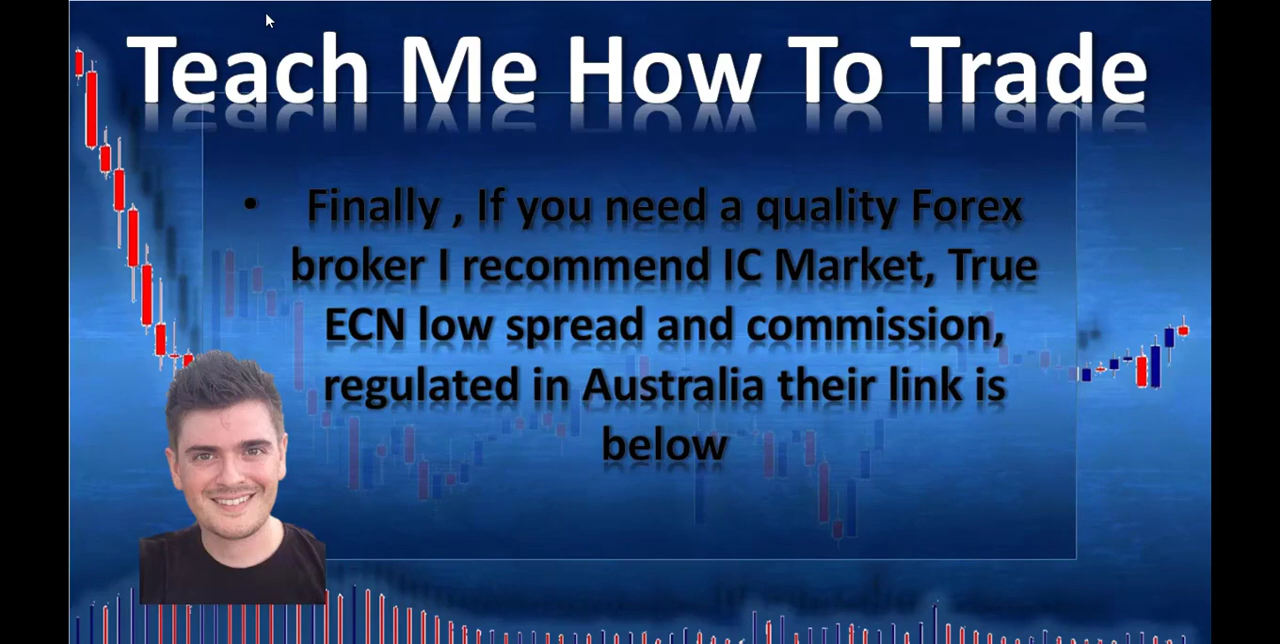 Teach Me How To Trade
• Finally , If you need a quality Forex
broker I recommend IC Market, True
ECN low spread and commission,
regulated in Australia their link is
below